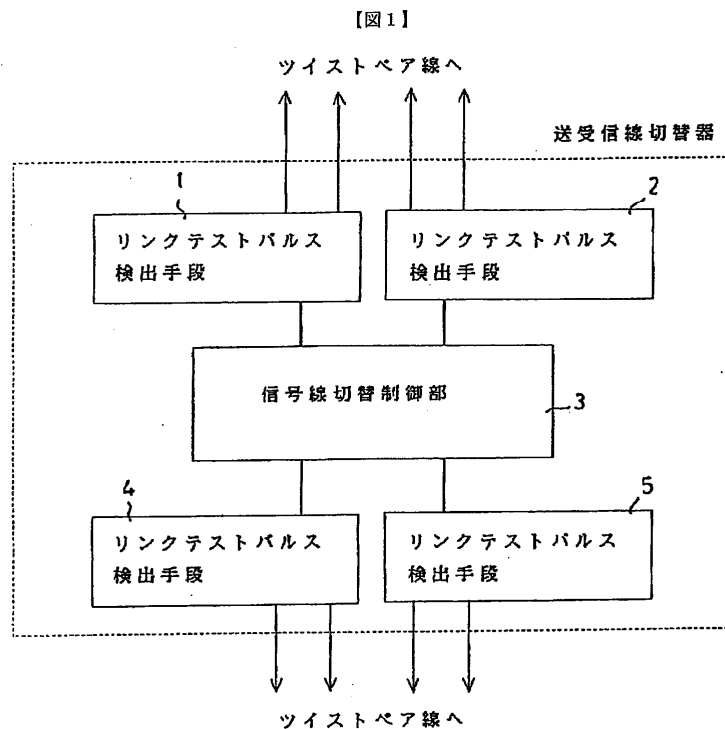 【図1】
ツイストペア線へ
送受信線切替器
1
2
リンクテストパルス
検出手段
リンクテストパルス
検出手段
信号線切替制御部
3
4
5
リンクテストパルス
検出手段
リンクテストパルス
検出手段
ツイストペア線へ